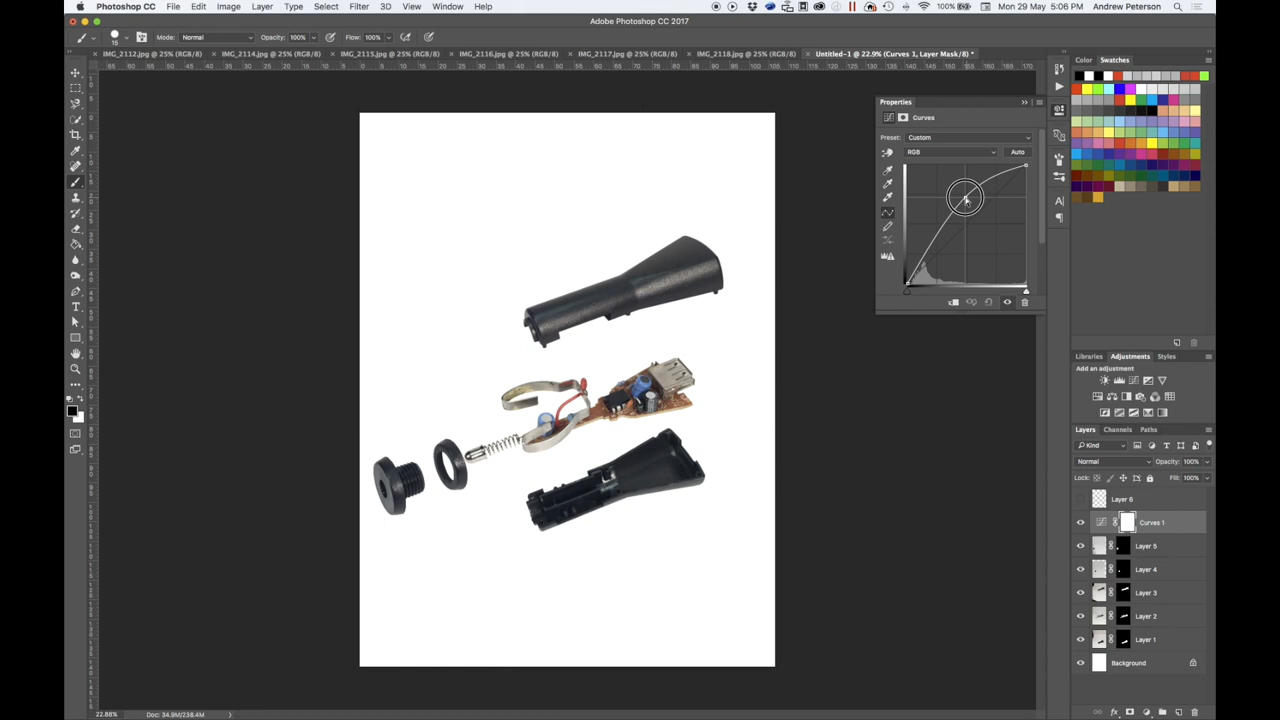 Photoshop CC File Edit Image Layer Type Select Filter 3D View Window Help 100% Mon 29 May 5:06 PM Andrew Peterson
Adobe Photoshop CC 2017
15 Mode: Normal Opacity: 100% Flow: 100%
IMG_2112.jpg @ 25% (RGB/8) IMG_2114.jpg @ 25% (RGB/8) IMG_2115.jpg @ 25% (RGB/8) IMG_2116.jpg @ 25% (RGB/8) IMG_2117.jpg @ 25% (RGB/8) IMG_2118.jpg @ 25% (RGB/8) Untitled-1 @ 22.9% (Curves 1, Layer Mask/8) *
Color Swatches
Properties
Curves
Preset: Custom
RGB Auto
Libraries Adjustments Styles
Add an adjustment
Layers Channels Paths
Kind
Normal Opacity: 100%
Lock: Fill: 100%
Layer 6
Curves 1
Layer 5
Layer 4
Layer 3
Layer 2
Layer 1
Background
22.88% Doc: 34.9M/238.4M